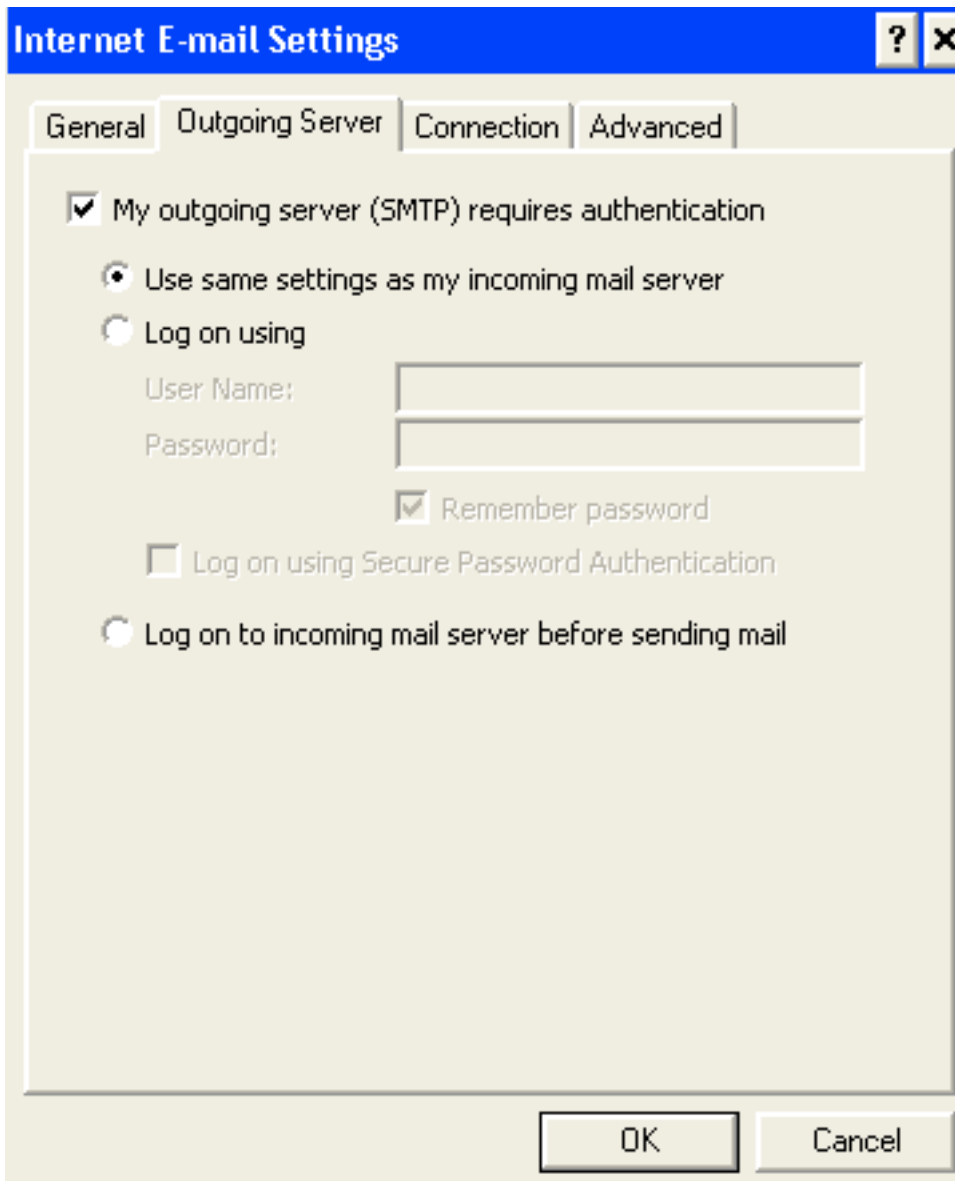 Internet E-mail Settings
General Outgoing Server Connection Advanced
My outgoing server (SMTP) requires authentication
Use same settings as my incoming mail server
Log on using
User Name:
Password:
Remember password
Log on using Secure Password Authentication
Log on to incoming mail server before sending mail
OK Cancel